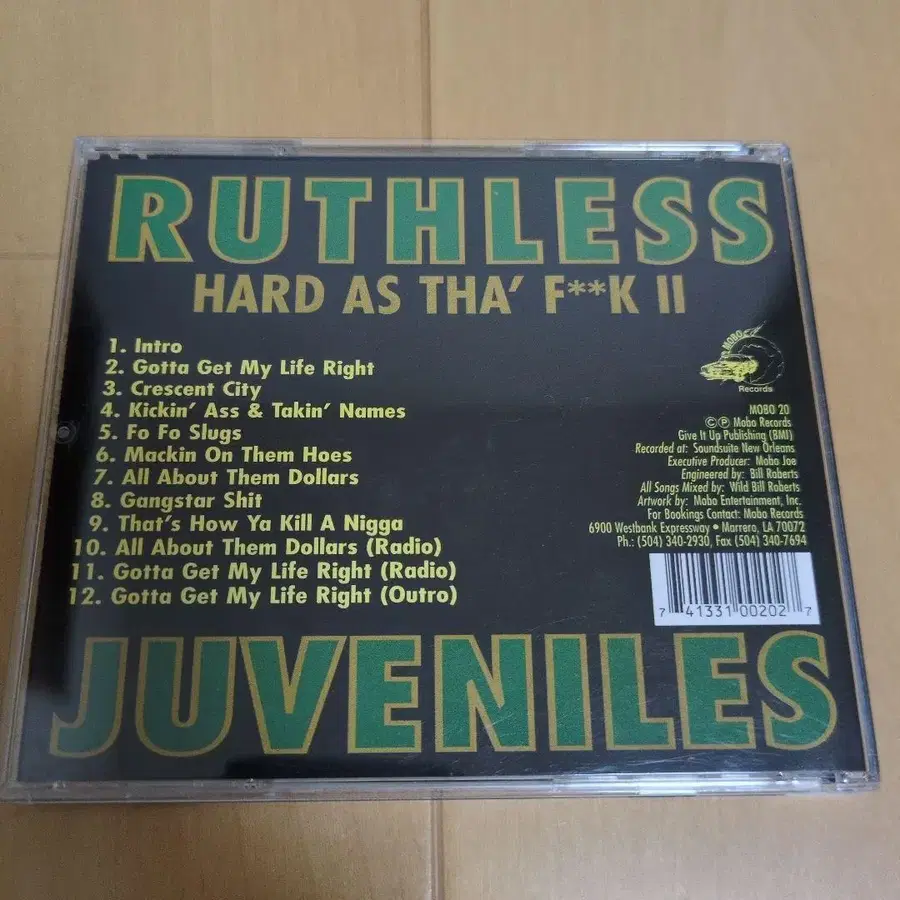 RUTHLESS
HARD AS THA' F**K II
1. Intro
2. Gotta Get My Life Right
3. Crescent City
4. Kickin' Ass & Takin' Names
5. Fo Fo Slugs
6. Mackin On Them Hoes
7. All About Them Dollars
8. Gangstar Shit
9. That's How Ya Kill A Nigga
10. All About Them Dollars (Radio)
11. Gotta Get My Life Right (Radio)
12. Gotta Get My Life Right (Outro)
MOBO
Records
MOBO 20
©℗ Mobo Records
Give It Up Publishing (BMI)
Recorded at: Soundsuite New Orleans
Executive Producer: Mobo Joe
Engineered by: Bill Roberts
All Songs Mixed by: Wild Bill Roberts
Artwork by: Mobo Entertainment, Inc.
For Bookings Contact: Mobo Records
6900 Westbank Expressway • Marrero, LA 70072
Ph.: (504) 340-2930, Fax (504) 340-7694
7 41331 00202 7
JUVENILES